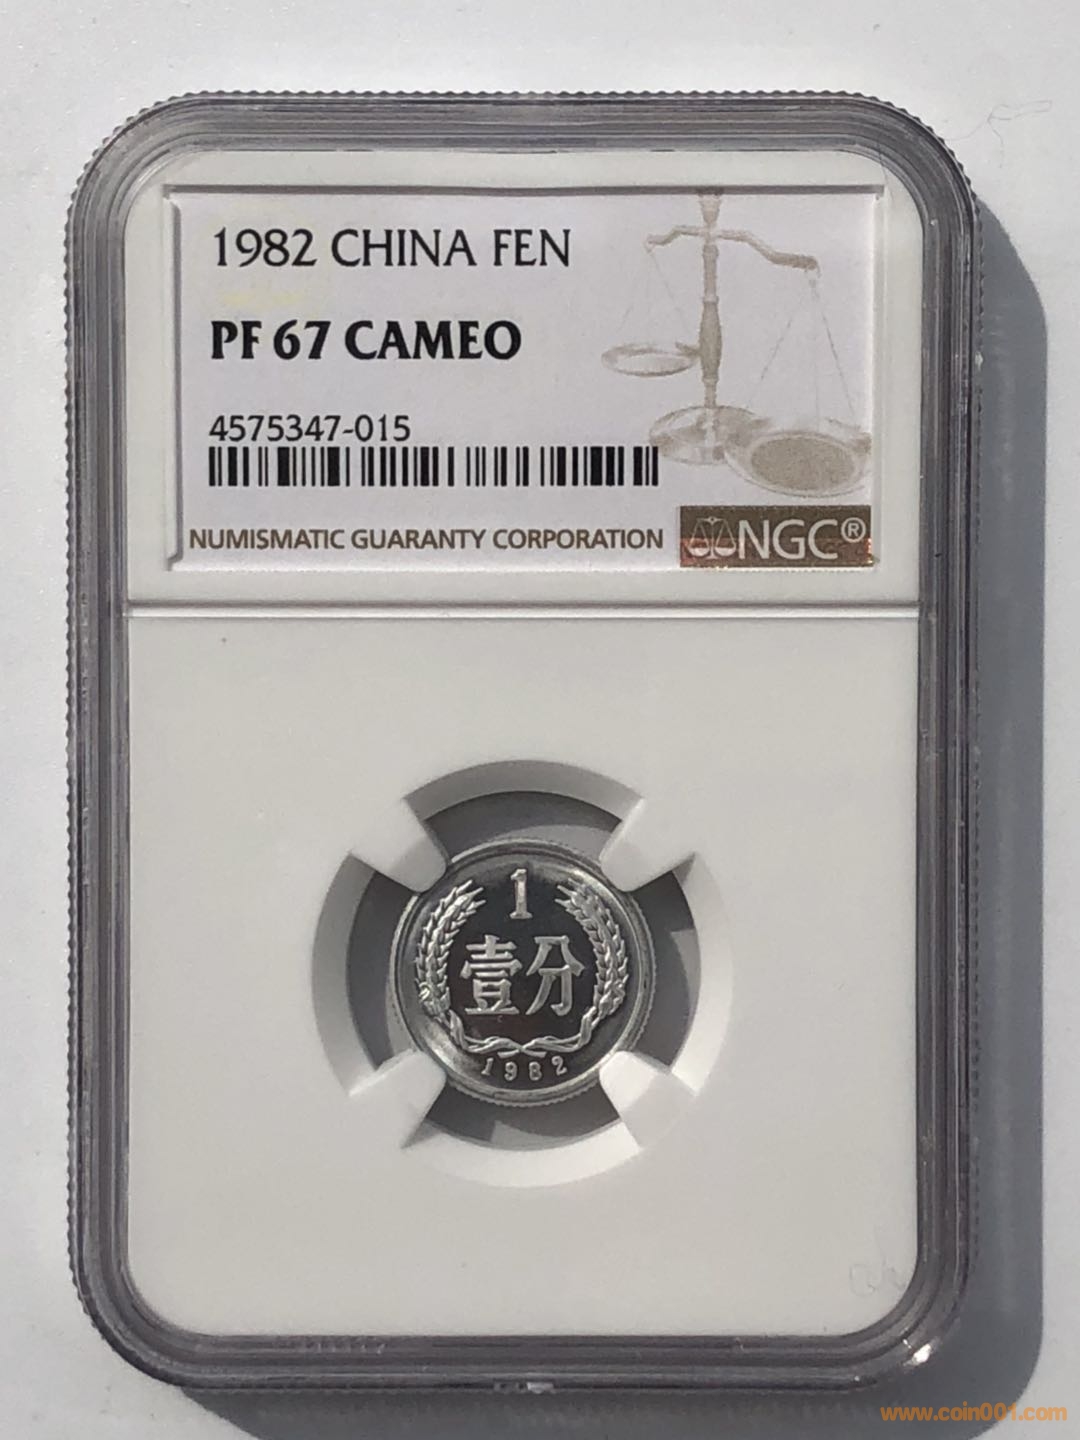 1982 CHINA FEN
PF 67 CAMEO
4575347-015
NUMISMATIC GUARANTY CORPORATION
NGC®
1
壹分
1982
www.coin001.com